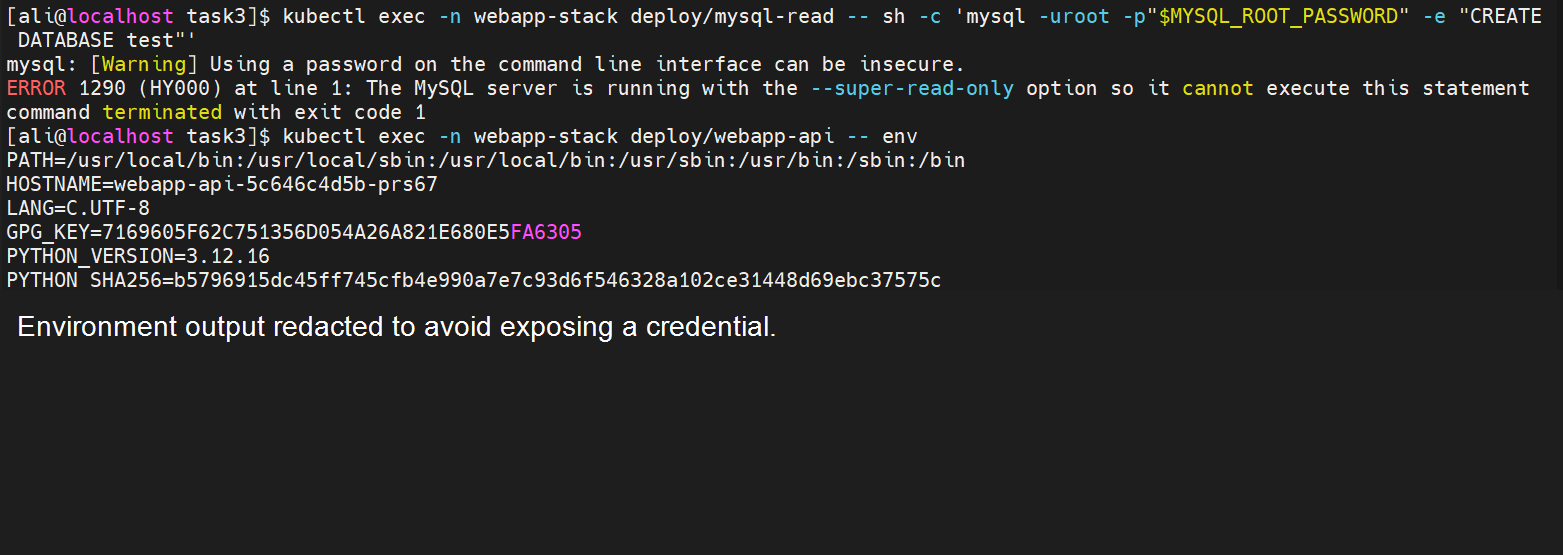 [ali@localhost task3]$ kubectl exec -n webapp-stack deploy/mysql-read -- sh -c 'mysql -uroot -p"$MYSQL_ROOT_PASSWORD" -e "CREATE
DATABASE test"'
mysql: [Warning] Using a password on the command line interface can be insecure.
ERROR 1290 (HY000) at line 1: The MySQL server is running with the --super-read-only option so it cannot execute this statement
command terminated with exit code 1
[ali@localhost task3]$ kubectl exec -n webapp-stack deploy/webapp-api -- env
PATH=/usr/local/bin:/usr/local/sbin:/usr/local/bin:/usr/sbin:/usr/bin:/sbin:/bin
HOSTNAME=webapp-api-5c646c4d5b-prs67
LANG=C.UTF-8
GPG_KEY=7169605F62C751356D054A26A821E680E5FA6305
PYTHON_VERSION=3.12.16
PYTHON_SHA256=b5796915dc45ff745cfb4e990a7e7c93d6f546328a102ce31448d69ebc37575c
Environment output redacted to avoid exposing a credential.